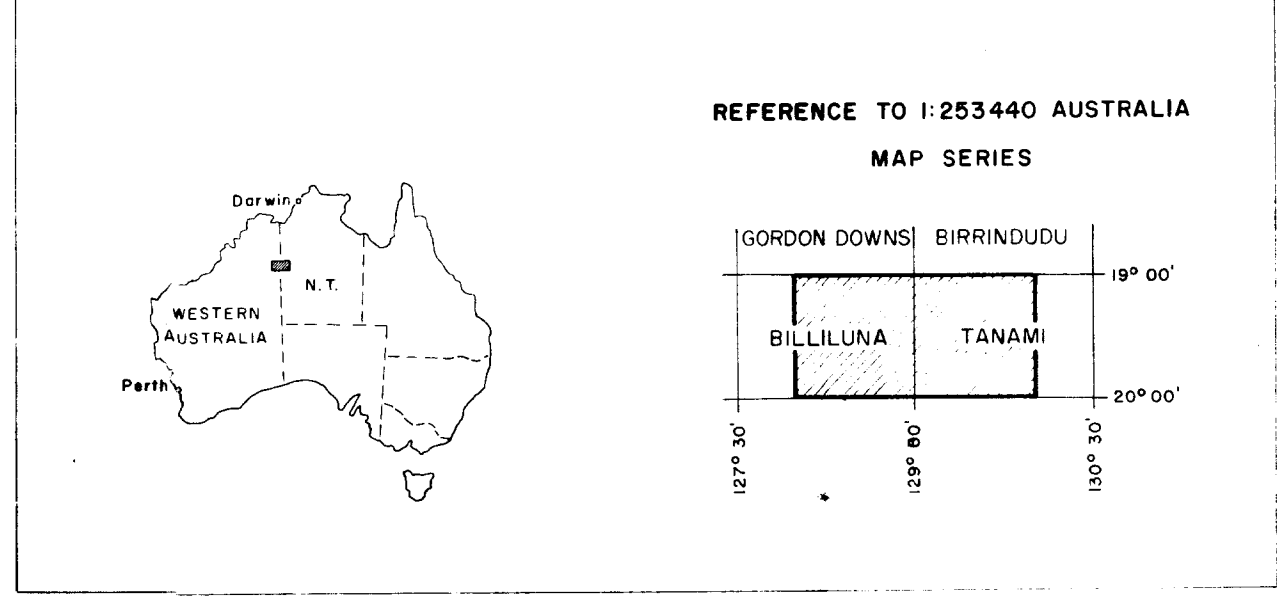 REFERENCE TO 1:253440 AUSTRALIA
MAP SERIES
Darwin
N.T.
WESTERN
AUSTRALIA
Perth
GORDON DOWNS
BIRRINDUDU
19° 00'
BILLILUNA
TANAMI
20° 00'
127° 30'
129° 00'
130° 30'